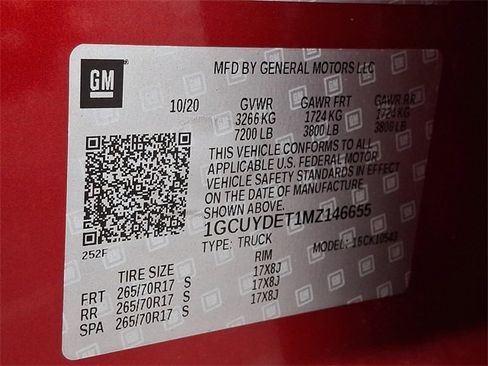 GM
MFD BY GENERAL MOTORS LLC
10/20 GVWR GAWR FRT GAWR RR
3266 KG 1724 KG 1724 KG
7200 LB 3800 LB 3800 LB
THIS VEHICLE CONFORMS TO ALL
APPLICABLE U.S. FEDERAL MOTOR
VEHICLE SAFETY STANDARDS IN EFFECT
ON THE DATE OF MANUFACTURE
SHOWN ABOVE.
1GCUYDET1MZ146655
TYPE: TRUCK MODEL: 15CK10543
252F
TIRE SIZE RIM
FRT 265/70R17 S 17X8J
RR 265/70R17 S 17X8J
SPA 265/70R17 S 17X8J